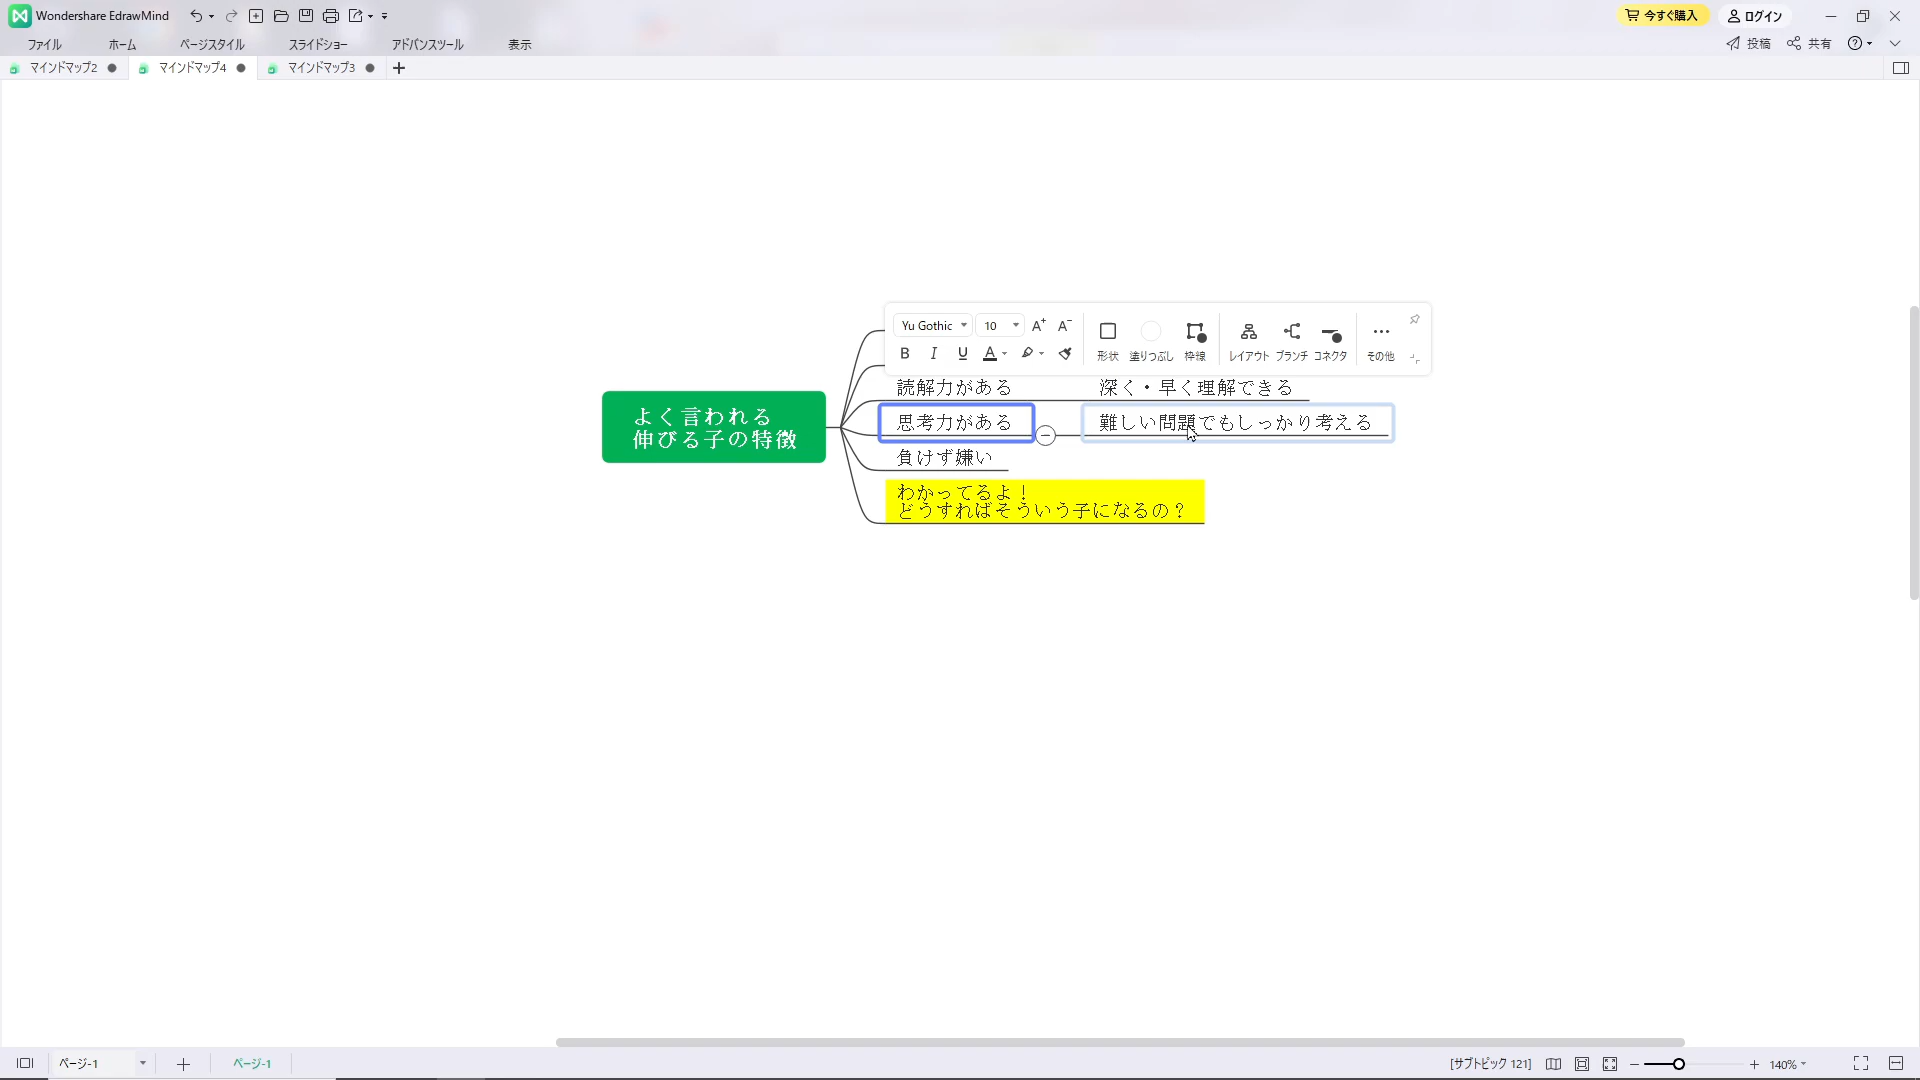 Wondershare EdrawMind
今すぐ購入
ログイン
ファイル
ホーム
ページスタイル
スライドショー
アドバンスツール
表示
投稿
共有
マインドマップ2
マインドマップ4
マインドマップ3
Yu Gothic
10
A+
A-
B
I
U
A
形状
塗りつぶし
枠線
レイアウト
ブランチ
コネクタ
その他
よく言われる
伸びる子の特徴
読解力がある
深く・早く理解できる
思考力がある
難しい問題でもしっかり考える
負けず嫌い
わかってるよ！
どうすればそういう子になるの？
ページ-1
ページ-1
[サブトピック 121]
140%